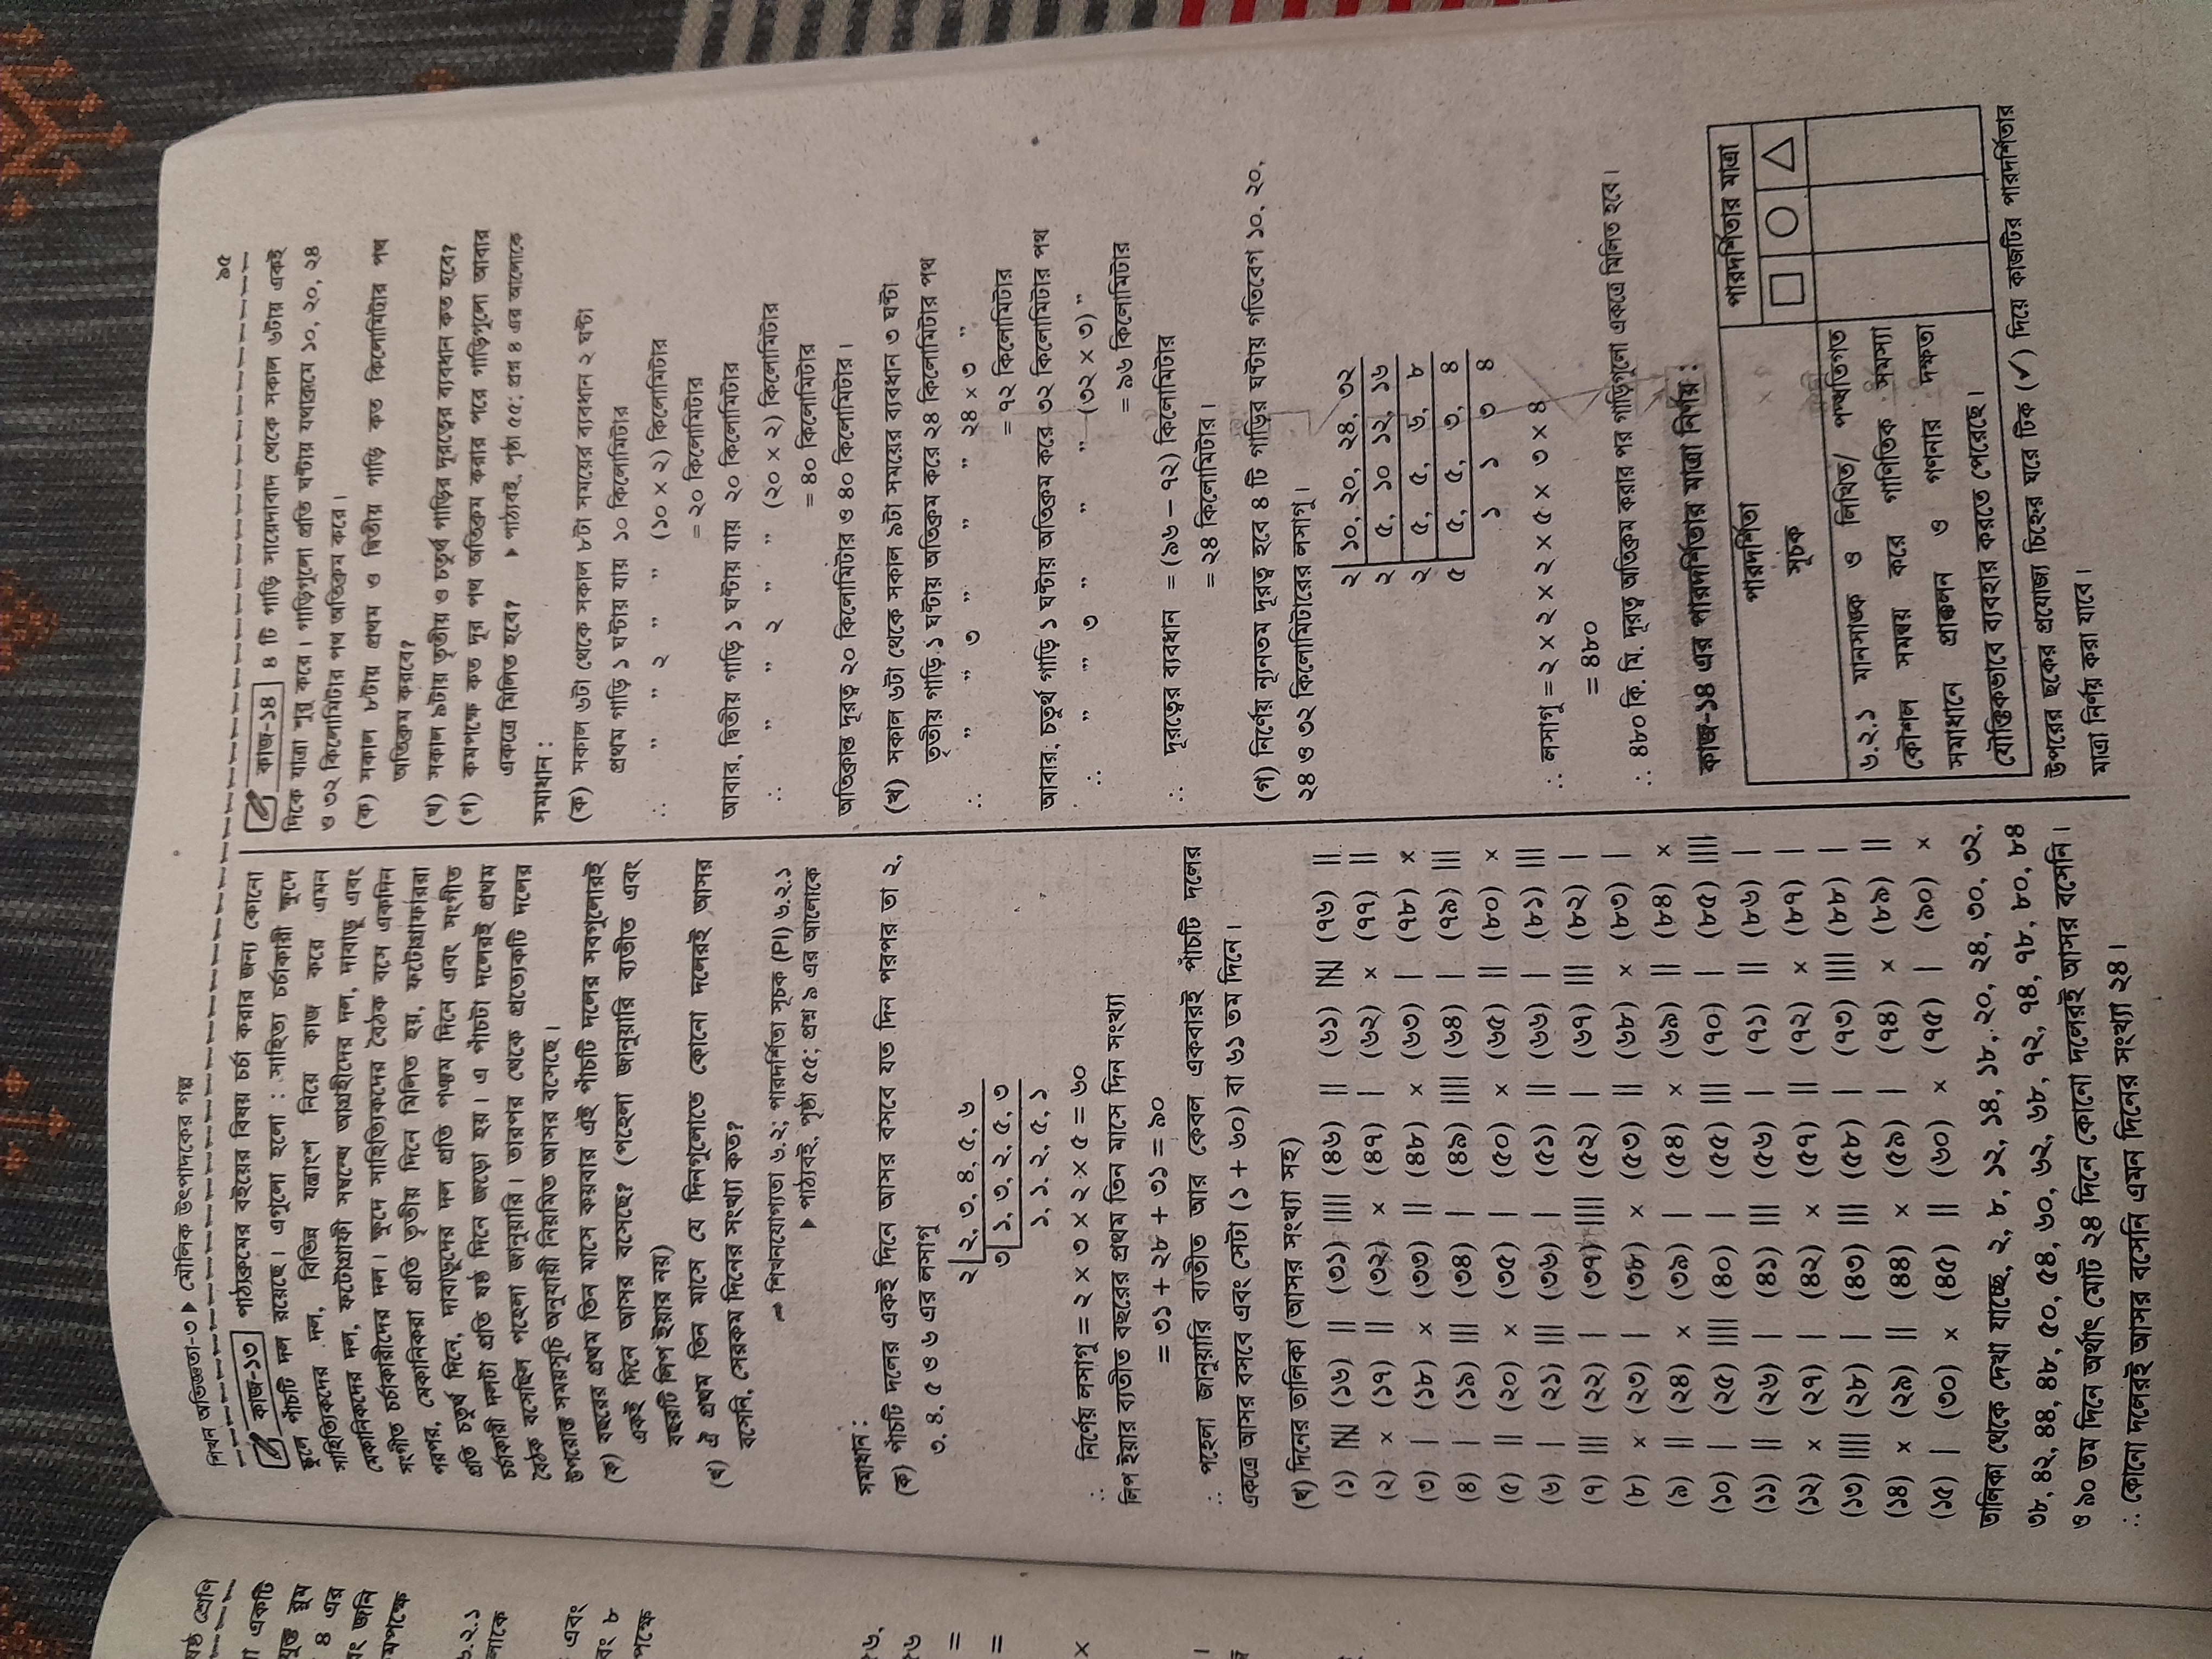 ষষ্ঠ শ্রেণি
একটি
যুক্ত রুম
৪ এর
জনি
৬.২.১
এবং
পক্ষে
শিখন অভিজ্ঞতা-৩ ▶ মৌলিক উৎপাদকের গল্প
৯৫
কাজ-১৩ পাঠ্যক্রমের বইয়ের বিষয় চর্চা করার জন্য কোনো
স্কুলে পাঁচটি দল রয়েছে। এগুলো হলো : সাহিত্য চর্চাকারী ক্ষুদে
সাহিত্যিকদের দল, বিভিন্ন যন্ত্রাংশ নিয়ে কাজ করে এমন
মেকানিকদের দল, ফটোগ্রাফী সম্বন্ধে আগ্রহীদের দল, দাবাড়ু এবং
সংগীত চর্চাকারীদের দল। ক্ষুদে সাহিত্যিকদের বৈঠক বসে একদিন
পরপর, মেকানিকরা প্রতি তৃতীয় দিনে মিলিত হয়, ফটোগ্রাফাররা
প্রতি চতুর্থ দিনে, দাবাড়ুদের দল প্রতি পঞ্চম দিনে এবং সংগীত
চর্চাকারী দলটা প্রতি ষষ্ঠ দিনে জড়ো হয়। এ পাঁচটা দলেরই প্রথম
বৈঠক বসেছিল পহেলা জানুয়ারি। তারপর থেকে প্রত্যেকটি দলের
উপরোক্ত সময়সূচি অনুযায়ী নিয়মিত আসর বসেছে।
(ক) বছরের প্রথম তিন মাসে কয়বার এই পাঁচটি দলের সবগুলোরই
একই দিনে আসর বসেছে? (পহেলা জানুয়ারি ব্যতীত এবং
বছরটি লিপ ইয়ার নয়)
(খ) ঐ প্রথম তিন মাসে যে দিনগুলোতে কোনো দলেরই আসর
বসেনি, সেরকম দিনের সংখ্যা কত?
➡ শিখনযোগ্যতা ৬.২; পারদর্শিতা সূচক (PI) ৬.২.১
▶ পাঠ্যবই, পৃষ্ঠা ৫৫; প্রশ্ন ৯ এর আলোকে
সমাধান :
(ক) পাঁচটি দলের একই দিনে আসর বসবে যত দিন পরপর তা ২,
৩, ৪, ৫ ও ৬ এর লসাগু
২ | ২, ৩, ৪, ৫, ৬
৩ | ১, ৩, ২, ৫, ৩
১, ১, ২, ৫, ১
∴ নির্ণেয় লসাগু = ২ × ৩ × ২ × ৫ = ৬০
লিপ ইয়ার ব্যতীত বছরের প্রথম তিন মাসে দিন সংখ্যা
= ৩১ + ২৮ + ৩১ = ৯০
∴ পহেলা জানুয়ারি ব্যতীত আর কেবল একবারই পাঁচটি দলের
একত্রে আসর বসবে এবং সেটা (১ + ৬০) বা ৬১ তম দিনে।
(খ) দিনের তালিকা (আসর সংখ্যা সহ)
(১) 卌 (১৬) || (৩১) |||| (৪৬) || (৬১) 卌 (৭৬) ||
(২) × (১৭) || (৩২) × (৪৭) | (৬২) × (৭৭) ||
(৩) | (১৮) × (৩৩) || (৪৮) × (৬৩) | (৭৮) ×
(৪) | (১৯) ||| (৩৪) | (৪৯) |||| (৬৪) | (৭৯) |||
(৫) || (২০) × (৩৫) | (৫০) × (৬৫) || (৮০) ×
(৬) | (২১) ||| (৩৬) | (৫১) || (৬৬) | (৮১) |||
(৭) ||| (২২) | (৩৭) |||| (৫২) | (৬৭) ||| (৮২) |
(৮) × (২৩) | (৩৮) × (৫৩) || (৬৮) × (৮৩) |
(৯) || (২৪) × (৩৯) | (৫৪) × (৬৯) || (৮৪) ×
(১০) | (২৫) |||| (৪০) | (৫৫) ||| (৭০) | (৮৫) ||||
(১১) || (২৬) | (৪১) ||| (৫৬) | (৭১) || (৮৬) |
(১২) × (২৭) | (৪২) × (৫৭) || (৭২) × (৮৭) |
(১৩) |||| (২৮) | (৪৩) ||| (৫৮) | (৭৩) |||| (৮৮) |
(১৪) × (২৯) || (৪৪) × (৫৯) | (৭৪) × (৮৯) ||
(১৫) | (৩০) × (৪৫) || (৬০) × (৭৫) | (৯০) ×
তালিকা থেকে দেখা যাচ্ছে, ২, ৮, ১২, ১৪, ১৮, ২০, ২৪, ৩০, ৩২,
৩৮, ৪২, ৪৪, ৪৮, ৫০, ৫৪, ৬০, ৬২, ৬৮, ৭২, ৭৪, ৭৮, ৮০, ৮৪
ও ৯০ তম দিনে অর্থাৎ মোট ২৪ দিনে কোনো দলেরই আসর বসেনি।
∴ কোনো দলেরই আসর বসেনি এমন দিনের সংখ্যা ২৪।
কাজ-১৪ ৪ টি গাড়ি সায়েদাবাদ থেকে সকাল ৬টায় একই
দিকে যাত্রা শুরু করে। গাড়িগুলো প্রতি ঘণ্টায় যথাক্রমে ১০, ২০, ২৪
ও ৩২ কিলোমিটার পথ অতিক্রম করে।
(ক) সকাল ৮টায় প্রথম ও দ্বিতীয় গাড়ি কত কিলোমিটার পথ
অতিক্রম করবে?
(খ) সকাল ৯টায় তৃতীয় ও চতুর্থ গাড়ির দূরত্বের ব্যবধান কত হবে?
(গ) কমপক্ষে কত দূর পথ অতিক্রম করার পরে গাড়িগুলো আবার
একত্রে মিলিত হবে? ▶ পাঠ্যবই, পৃষ্ঠা ৫৫; প্রশ্ন ৪ এর আলোকে
সমাধান :
(ক) সকাল ৬টা থেকে সকাল ৮টা সময়ের ব্যবধান ২ ঘণ্টা
প্রথম গাড়ি ১ ঘণ্টায় যায় ১০ কিলোমিটার
∴ ” ” ২ ” ” (১০ × ২) কিলোমিটার
= ২০ কিলোমিটার
আবার, দ্বিতীয় গাড়ি ১ ঘণ্টায় যায় ২০ কিলোমিটার
∴ ” ” ২ ” ” (২০ × ২) কিলোমিটার
= ৪০ কিলোমিটার
অতিক্রান্ত দূরত্ব ২০ কিলোমিটার ও ৪০ কিলোমিটার।
(খ) সকাল ৬টা থেকে সকাল ৯টা সময়ের ব্যবধান ৩ ঘণ্টা
তৃতীয় গাড়ি ১ ঘণ্টায় অতিক্রম করে ২৪ কিলোমিটার পথ
∴ ” ” ৩ ” ” ” ২৪ × ৩ ”
= ৭২ কিলোমিটার
আবার, চতুর্থ গাড়ি ১ ঘণ্টায় অতিক্রম করে ৩২ কিলোমিটার পথ
∴ ” ” ৩ ” ” ” (৩২ × ৩) ”
= ৯৬ কিলোমিটার
∴ দূরত্বের ব্যবধান = (৯৬ – ৭২) কিলোমিটার
= ২৪ কিলোমিটার।
(গ) নির্ণেয় ন্যূনতম দূরত্ব হবে ৪ টি গাড়ির ঘণ্টায় গতিবেগ ১০, ২০,
২৪ ও ৩২ কিলোমিটারের লসাগু।
২ | ১০, ২০, ২৪, ৩২
২ | ৫, ১০ ১২, ১৬
২ | ৫, ৫, ৬, ৮
৫ | ৫, ৫, ৩, ৪
১ ১ ৩ ৪
∴ লসাগু = ২ × ২ × ২ × ৫ × ৩ × ৪
= ৪৮০
∴ ৪৮০ কি. মি. দূরত্ব অতিক্রম করার পর গাড়িগুলো একত্রে মিলিত হবে।
কাজ-১৪ এর পারদর্শিতার মাত্রা নির্ণয় :
পারদর্শিতা সূচক
পারদর্শিতার মাত্রা
৬.২.১ মানসাঙ্ক ও লিখিত/ পদ্ধতিগত
কৌশল সমন্বয় করে গাণিতিক সমস্যা
সমাধানে প্রাক্কলন ও গণনার দক্ষতা
যৌক্তিকভাবে ব্যবহার করতে পেরেছে।
উপরের ছকের প্রযোজ্য চিহ্নের ঘরে টিক (✓) দিয়ে কাজটির পারদর্শিতার
মাত্রা নির্ণয় করা যাবে।